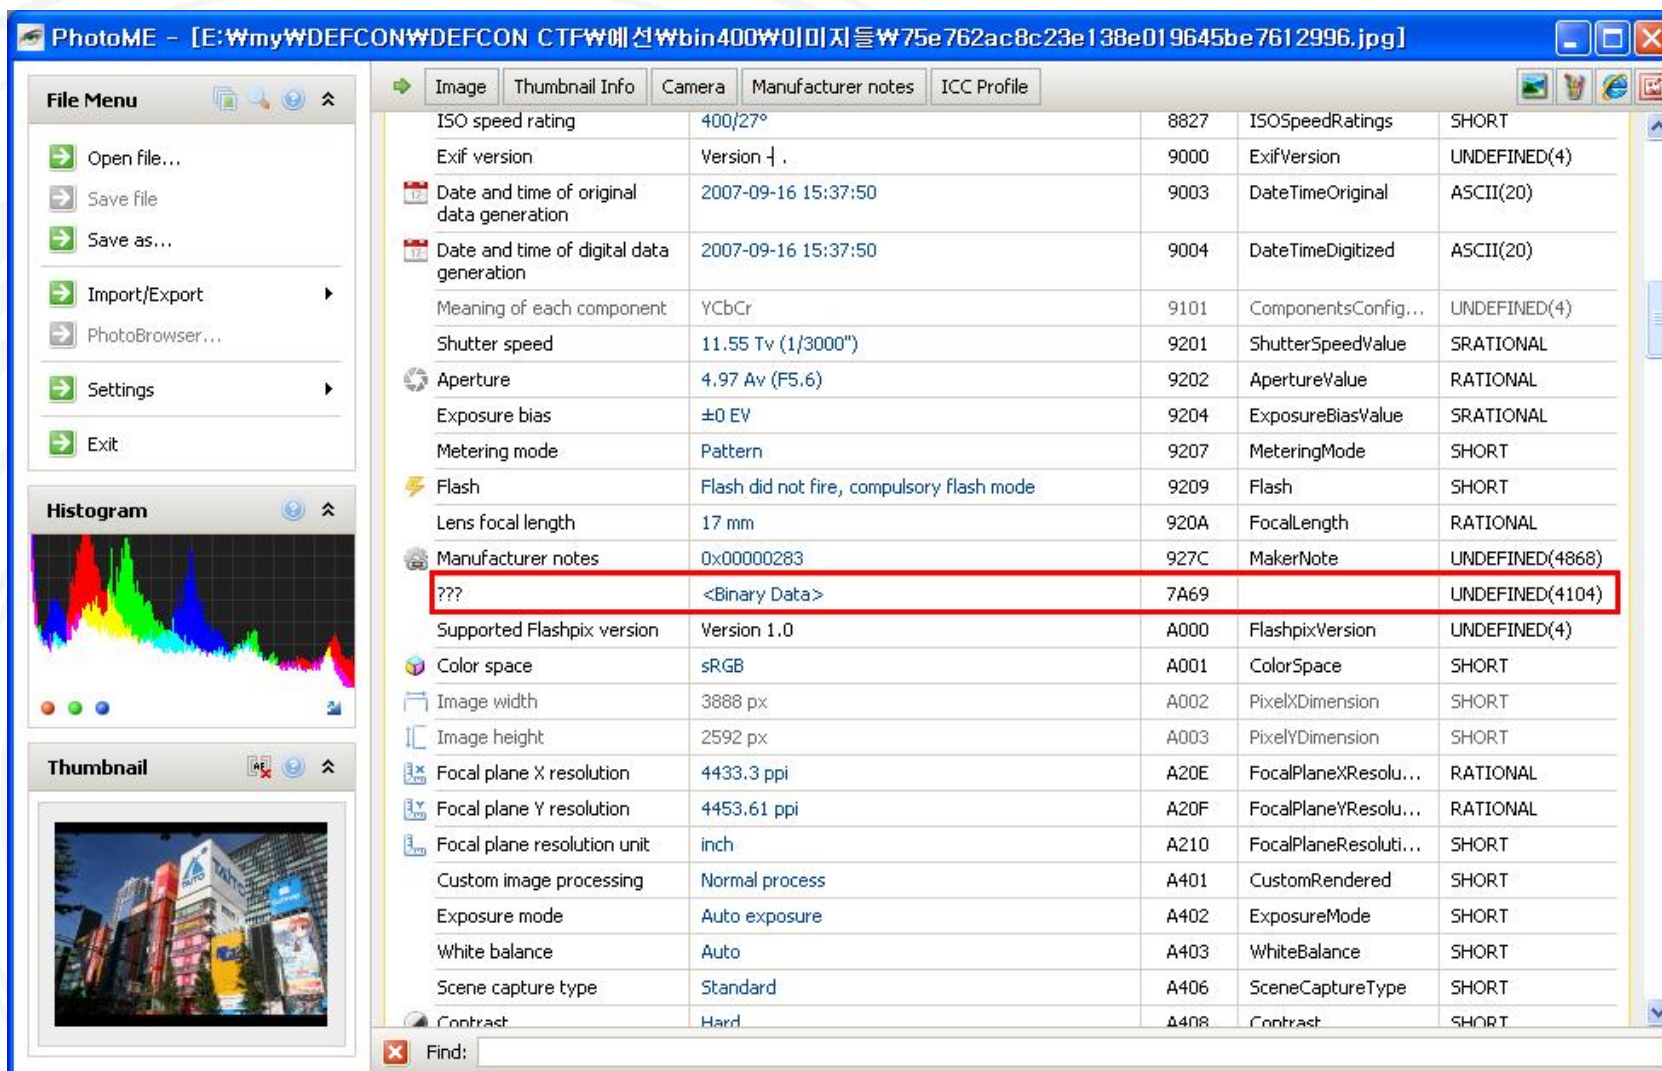 PhotoME - [E:₩my₩DEFCON₩DEFCON CTF₩예선₩bin400₩이미지들₩75e762ac8c23e138e019645be7612996.jpg]
File Menu
Open file...
Save file
Save as...
Import/Export
PhotoBrowser...
Settings
Exit
Histogram
Thumbnail
TAITO
Image Thumbnail Info Camera Manufacturer notes ICC Profile
ISO speed rating 400/27° 8827 ISOSpeedRatings SHORT
Exif version Version ┤. 9000 ExifVersion UNDEFINED(4)
Date and time of original 2007-09-16 15:37:50 9003 DateTimeOriginal ASCII(20)
data generation
Date and time of digital data 2007-09-16 15:37:50 9004 DateTimeDigitized ASCII(20)
generation
Meaning of each component YCbCr 9101 ComponentsConfig... UNDEFINED(4)
Shutter speed 11.55 Tv (1/3000") 9201 ShutterSpeedValue SRATIONAL
Aperture 4.97 Av (F5.6) 9202 ApertureValue RATIONAL
Exposure bias ±0 EV 9204 ExposureBiasValue SRATIONAL
Metering mode Pattern 9207 MeteringMode SHORT
Flash Flash did not fire, compulsory flash mode 9209 Flash SHORT
Lens focal length 17 mm 920A FocalLength RATIONAL
Manufacturer notes 0x00000283 927C MakerNote UNDEFINED(4868)
??? <Binary Data> 7A69 UNDEFINED(4104)
Supported Flashpix version Version 1.0 A000 FlashpixVersion UNDEFINED(4)
Color space sRGB A001 ColorSpace SHORT
Image width 3888 px A002 PixelXDimension SHORT
Image height 2592 px A003 PixelYDimension SHORT
Focal plane X resolution 4433.3 ppi A20E FocalPlaneXResolu... RATIONAL
Focal plane Y resolution 4453.61 ppi A20F FocalPlaneYResolu... RATIONAL
Focal plane resolution unit inch A210 FocalPlaneResoluti... SHORT
Custom image processing Normal process A401 CustomRendered SHORT
Exposure mode Auto exposure A402 ExposureMode SHORT
White balance Auto A403 WhiteBalance SHORT
Scene capture type Standard A406 SceneCaptureType SHORT
Contrast Hard A408 Contrast SHORT
Find: